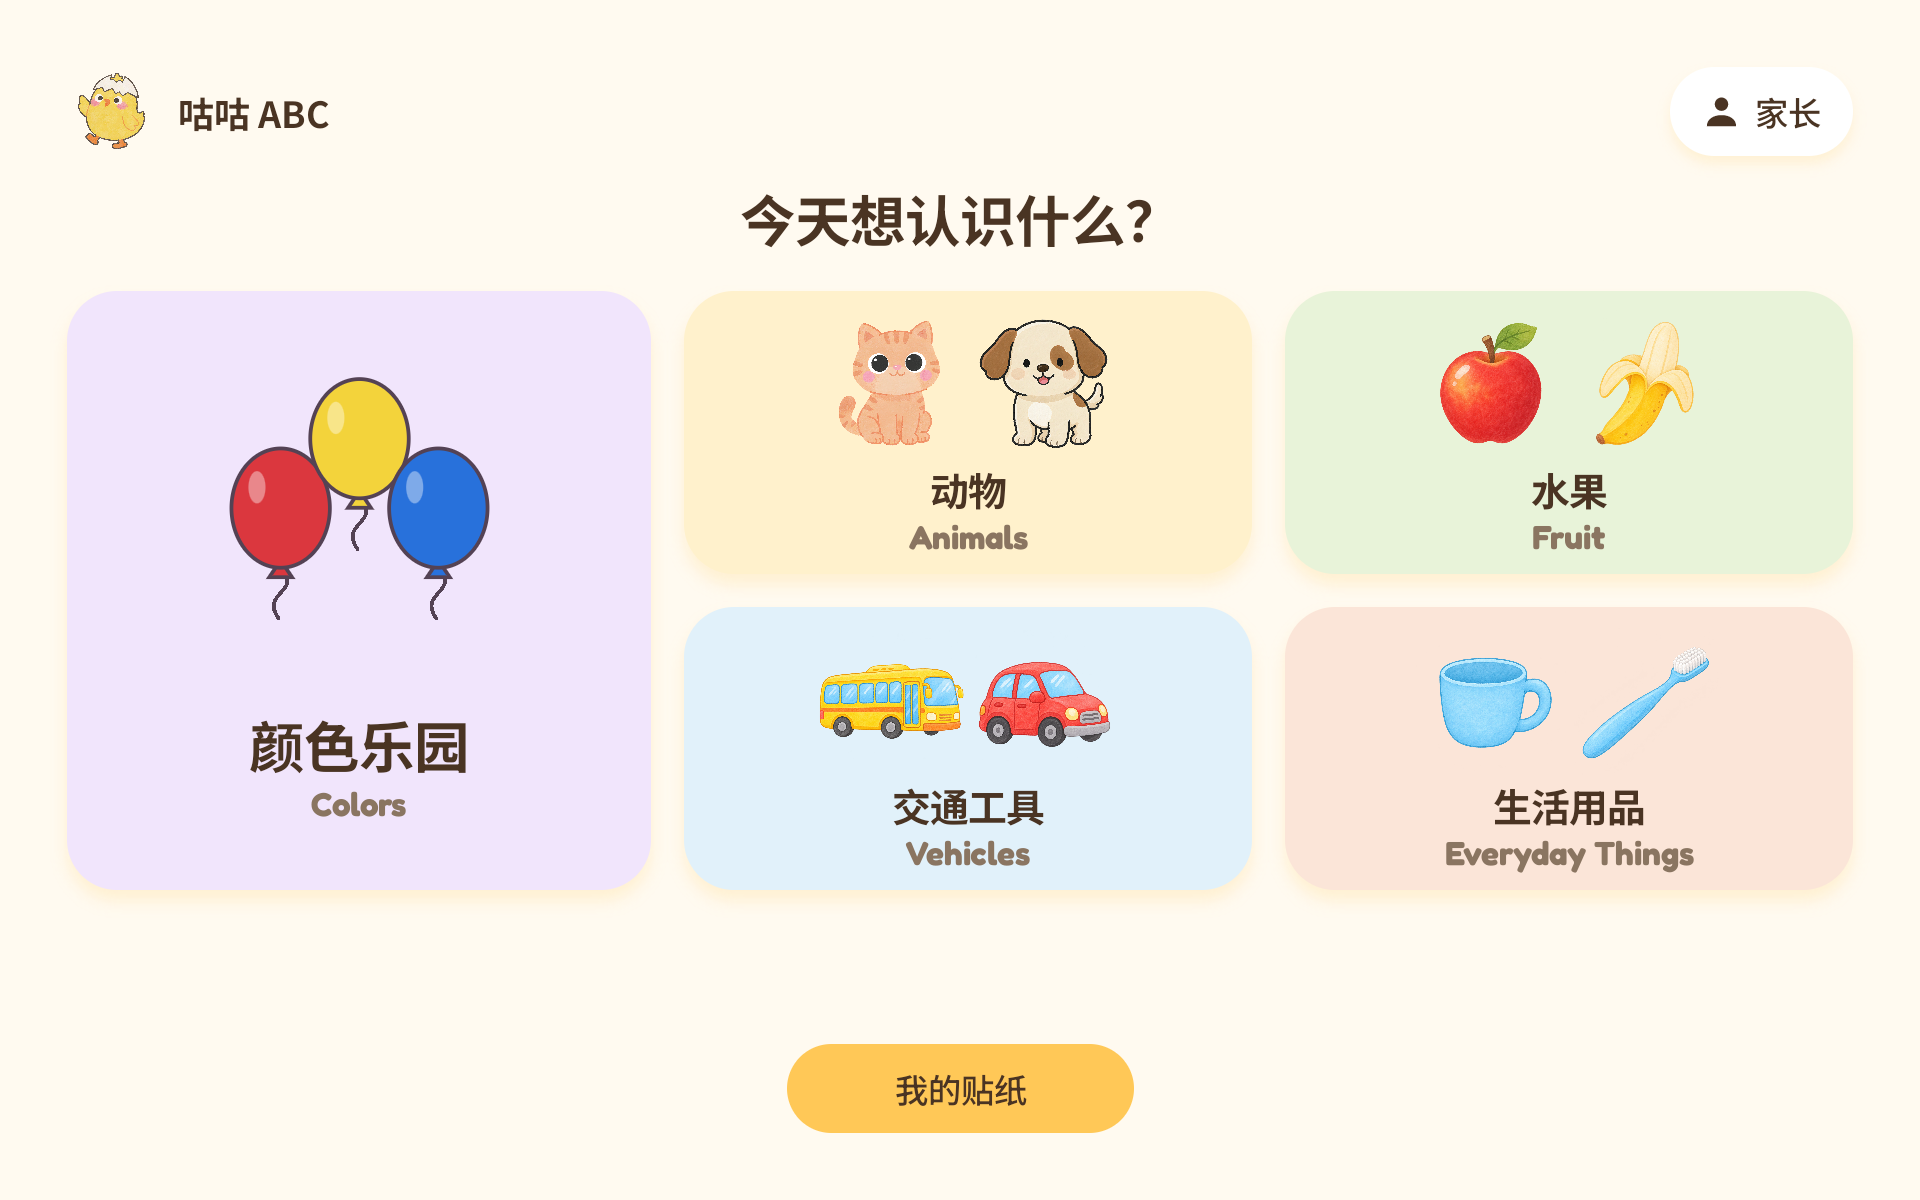 咕咕 ABC
家长
今天想认识什么？
颜色乐园
Colors
动物
Animals
水果
Fruit
交通工具
Vehicles
生活用品
Everyday Things
我的贴纸